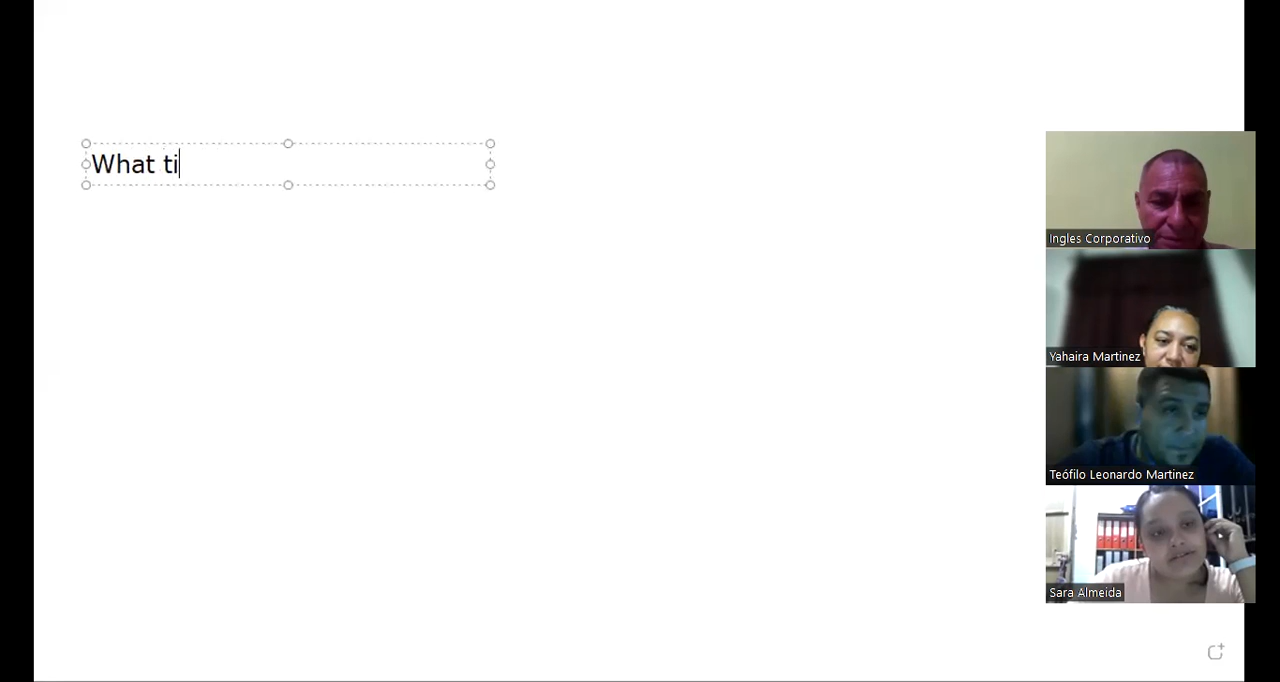 What ti
Ingles Corporativo
Yahaira Martinez
Teófilo Leonardo Martinez
Sara Almeida